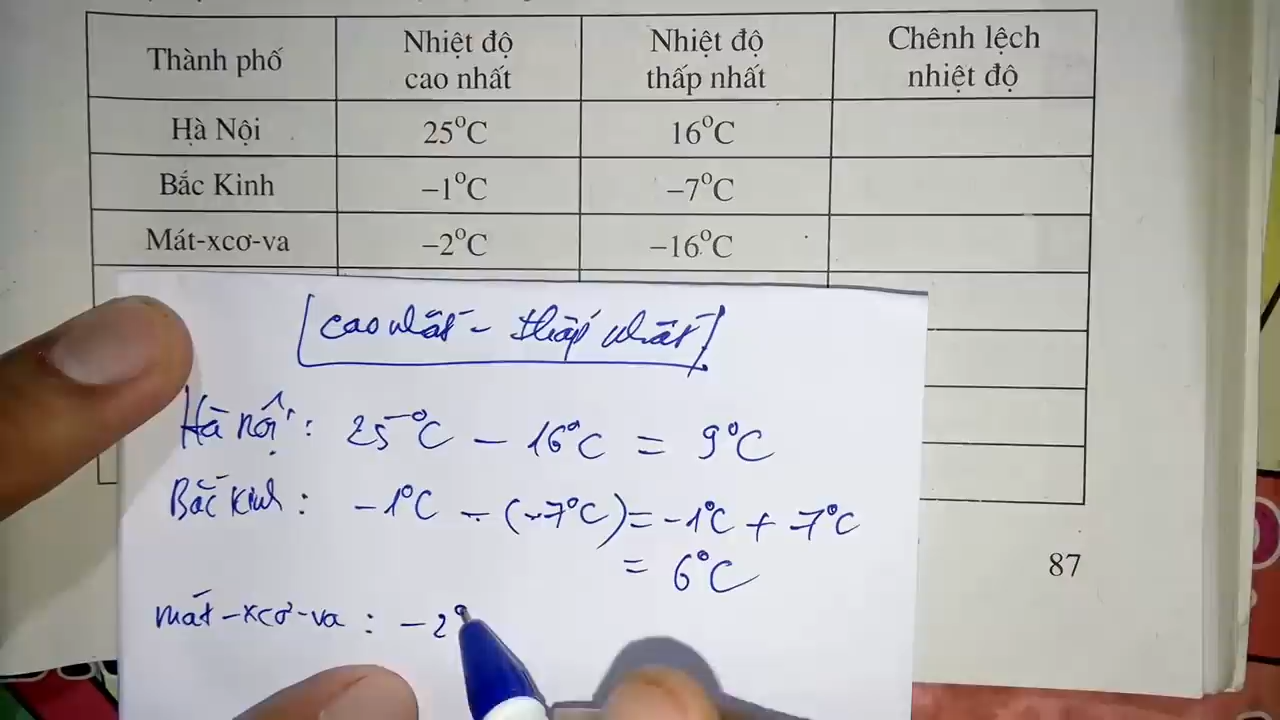 Thành phố Nhiệt độ cao nhất Nhiệt độ thấp nhất Chênh lệch nhiệt độ
Hà Nội 25°C 16°C
Bắc Kinh –1°C –7°C
Mát-xcơ-va –2°C –16°C
[cao nhất - thấp nhất]
Hà nội: 25°C - 16°C = 9°C
Bắc kinh: -1°C - (-7°C) = -1°C + 7°C
= 6°C
mát-xcơ-va: -2°
87